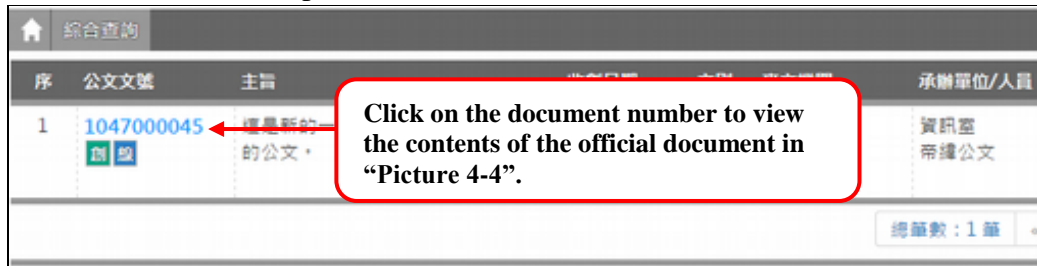 綜合查詢
序 公文文號 主旨 承辦單位/人員
1 1047000045 這是新的一 資訊室
創 線 的公文。 帝緯公文
Click on the document number to view
the contents of the official document in
“Picture 4-4”.
總筆數：1 筆